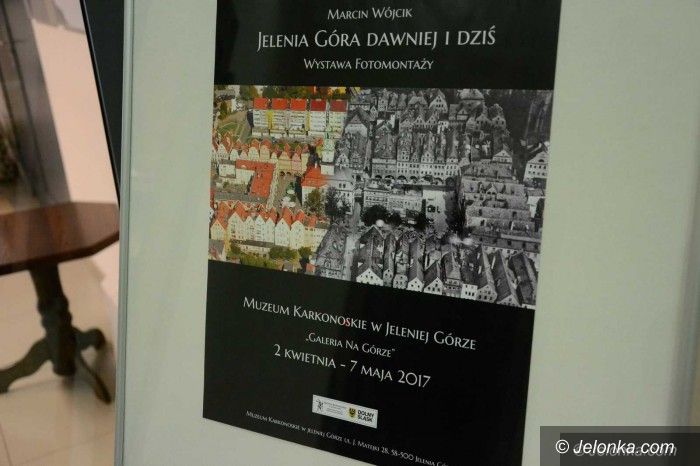 Marcin Wójcik
Jelenia Góra dawniej i dziś
Wystawa Fotomontaży
Muzeum Karkonoskie w Jeleniej Górze
„Galeria Na Górze"
2 kwietnia - 7 maja 2017
DOLNY
ŚLĄSK
Muzeum Karkonoskie w Jeleniej Górze ul. J. Matejki 28, 58-500 Jelenia G
© Jelonka.com